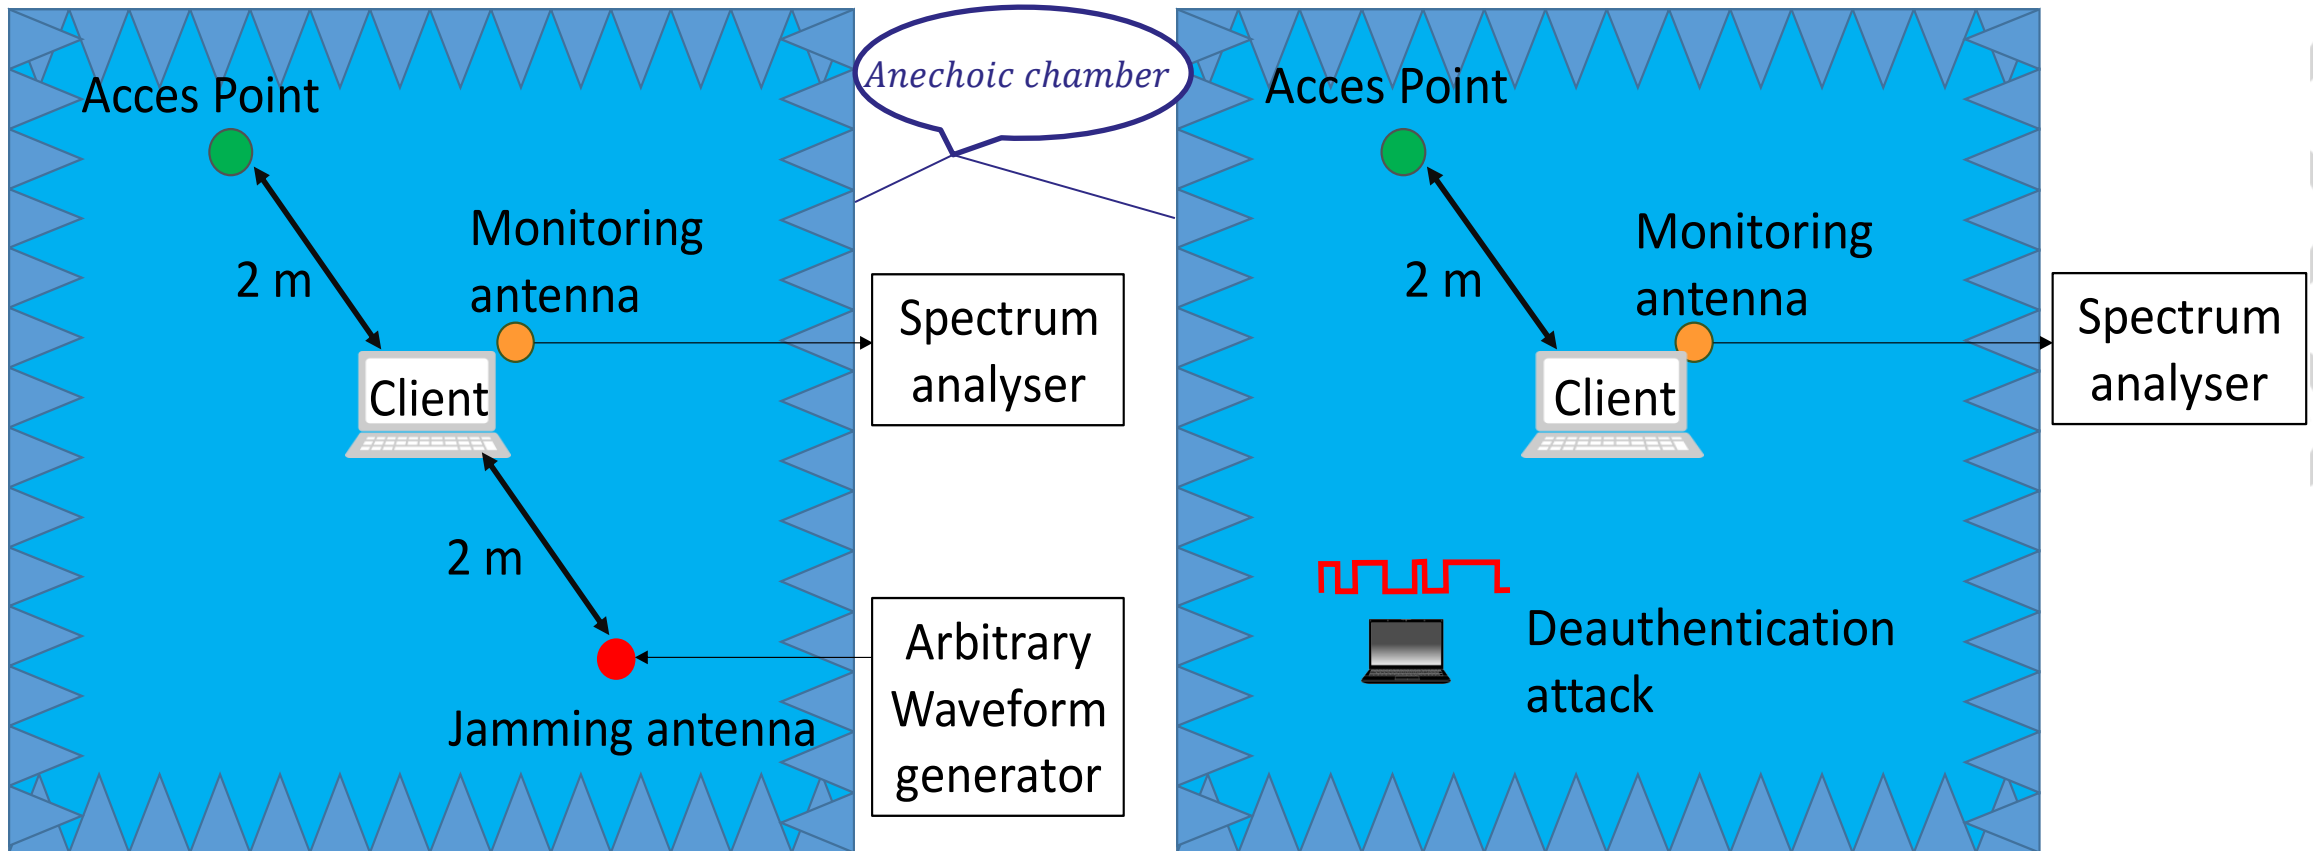 Acces Point
2 m
Monitoring
antenna
Client
2 m
Jamming antenna
Spectrum
analyser
Arbitrary
Waveform
generator
Anechoic chamber
Acces Point
2 m
Monitoring
antenna
Client
Deauthentication
attack
Spectrum
analyser